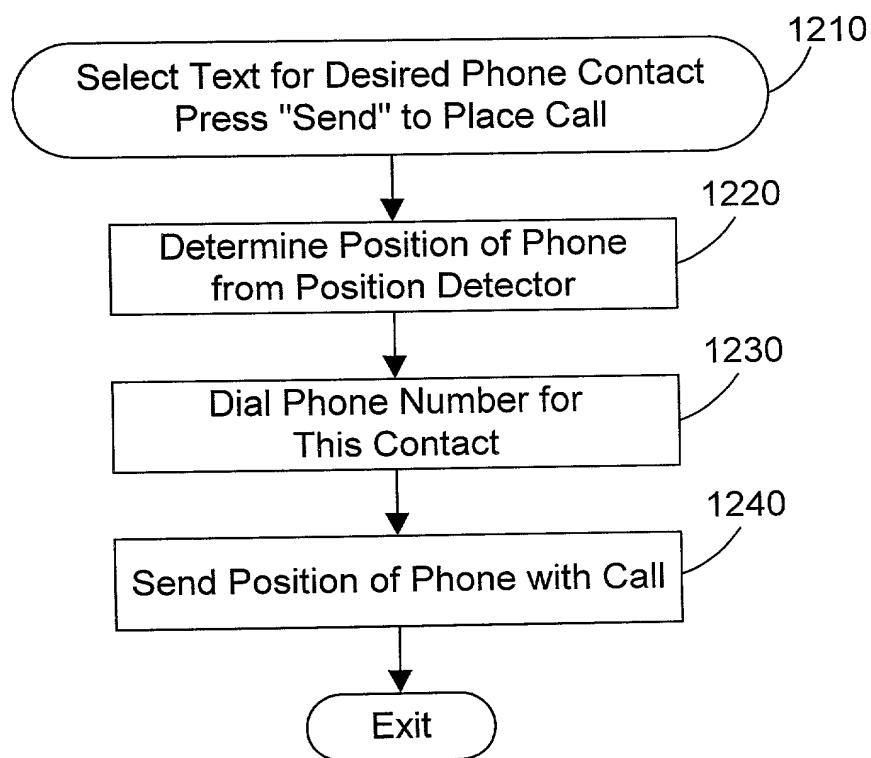 1210
Select Text for Desired Phone Contact
Press "Send" to Place Call
1220
Determine Position of Phone
from Position Detector
1230
Dial Phone Number for
This Contact
1240
Send Position of Phone with Call
Exit